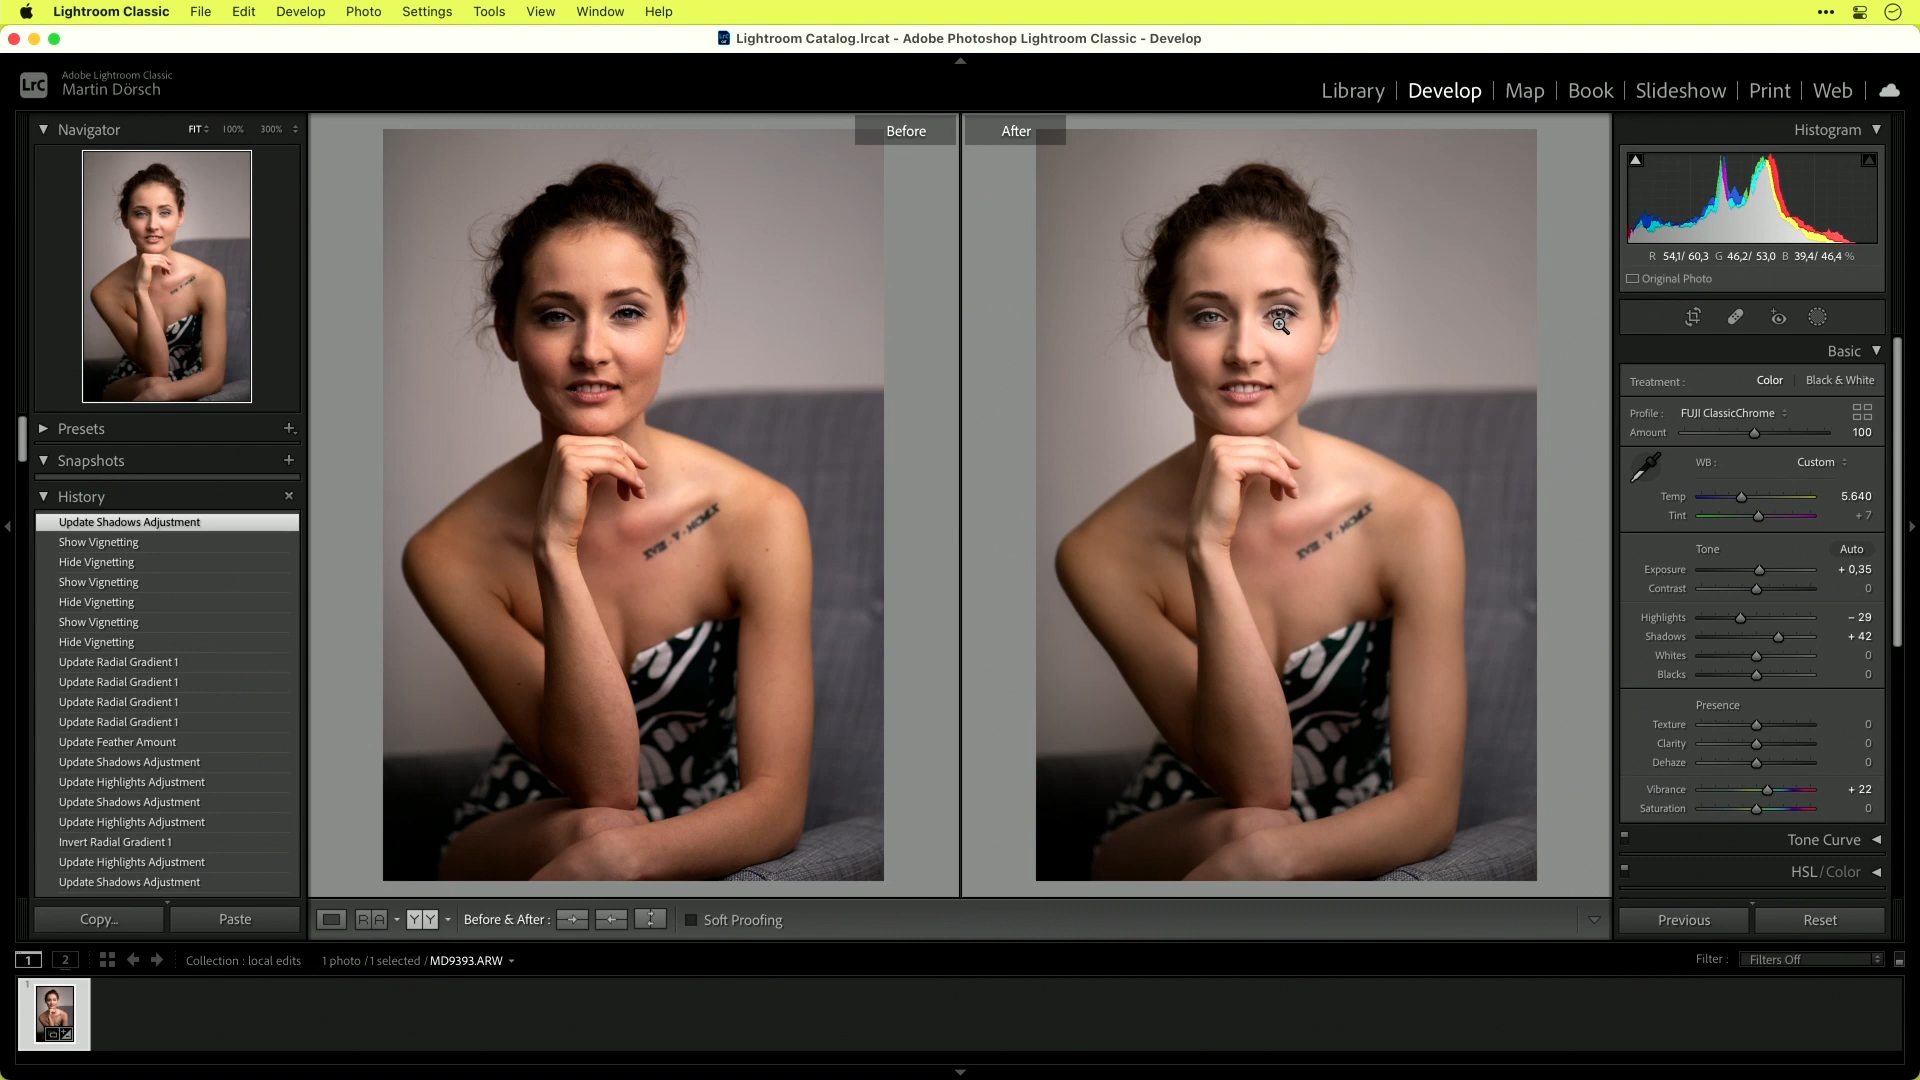 Lightroom Classic File Edit Develop Photo Settings Tools View Window Help
Lightroom Catalog.lrcat - Adobe Photoshop Lightroom Classic - Develop
LrC
Adobe Lightroom Classic
Martin Dörsch
Library | Develop | Map | Book | Slideshow | Print | Web
Navigator FIT 100% 300%
Presets
Snapshots
History
Update Shadows Adjustment
Show Vignetting
Hide Vignetting
Show Vignetting
Hide Vignetting
Show Vignetting
Hide Vignetting
Update Radial Gradient 1
Update Radial Gradient 1
Update Radial Gradient 1
Update Radial Gradient 1
Update Feather Amount
Update Shadows Adjustment
Update Highlights Adjustment
Update Shadows Adjustment
Update Highlights Adjustment
Invert Radial Gradient 1
Update Highlights Adjustment
Update Shadows Adjustment
Copy... Paste
Before After
Histogram
R 54,1/ 60,3 G 46,2/ 53,0 B 39,4/ 46,4 %
Original Photo
Basic
Treatment : Color | Black & White
Profile : FUJI ClassicChrome
Amount 100
WB : Custom
Temp 5.640
Tint + 7
Tone Auto
Exposure + 0,35
Contrast 0
Highlights – 29
Shadows + 42
Whites 0
Blacks 0
Presence
Texture 0
Clarity 0
Dehaze 0
Vibrance + 22
Saturation 0
Tone Curve
HSL / Color
Previous Reset
R A Y Y Before & After : Soft Proofing
1 2 Collection : local edits 1 photo / 1 selected / MD9393.ARW Filter : Filters Off
1